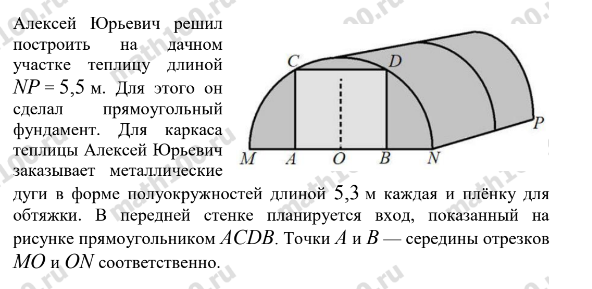 Алексей Юрьевич решил
построить на дачном
участке теплицу длиной
NP = 5,5 м. Для этого он
сделал прямоугольный
фундамент. Для каркаса
теплицы Алексей Юрьевич
заказывает металлические
дуги в форме полуокружностей длиной 5,3 м каждая и плёнку для
обтяжки. В передней стенке планируется вход, показанный на
рисунке прямоугольником ACDB. Точки A и B — середины отрезков
MO и ON соответственно.
C D
P
M A O B N
math100.ru